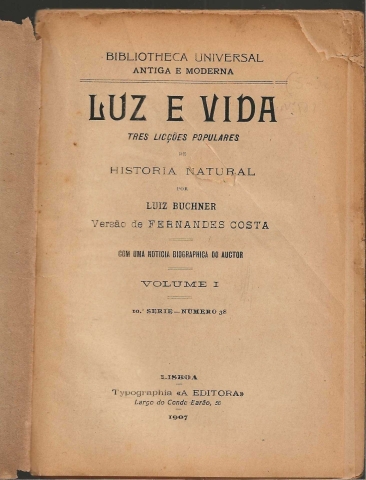 BIBLIOTHECA UNIVERSAL
ANTIGA E MODERNA
LUZ E VIDA
TRES LICÇÕES POPULARES
DE
HISTORIA NATURAL
POR
LUIZ BUCHNER
Versão de FERNANDES COSTA
COM UMA NOTICIA BIOGRAPHICA DO AUCTOR
VOLUME I
10.ª SERIE—NUMERO 38
LISBOA
Typographia «A EDITORA»
Largo do Conde Barão, 50
1907